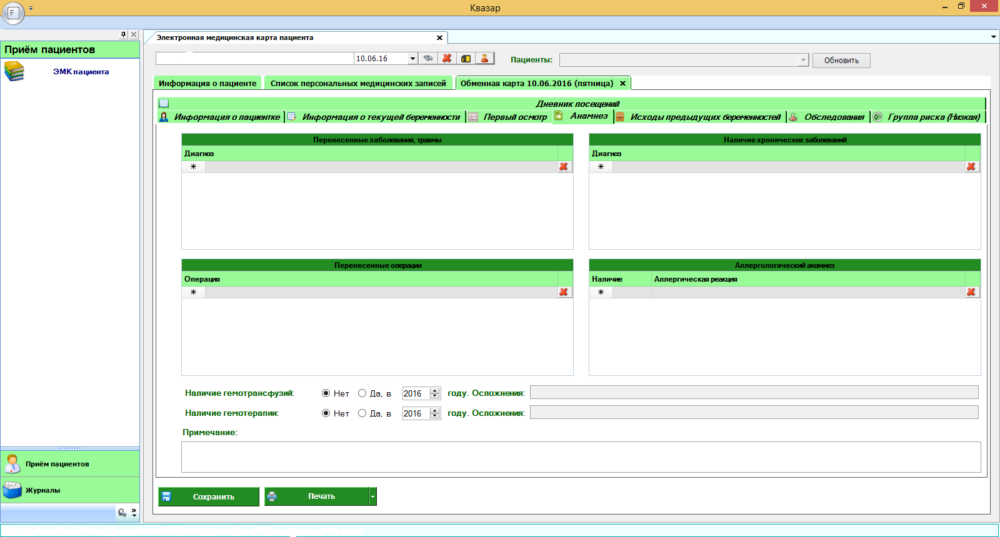 Квазар
F
Приём пациентов
ЭМК пациента
Электронная медицинская карта пациента
10.06.16
Пациенты:
Обновить
Информация о пациенте
Список персональных медицинских записей
Обменная карта 10.06.2016 (пятница)
Дневник посещений
Информация о пациентке
Информация о текущей беременности
Первый осмотр
Анамнез
Исходы предыдущих беременностей
Обследования
Группа риска (Низкая)
Перенесенные заболевания, травмы
Диагноз
Наличие хронических заболеваний
Диагноз
Перенесенные операции
Операция
Аллергологический анамнез
Наличие Аллергическая реакция
Наличие гемотрансфузий: Нет Да, в 2016 году. Осложнения:
Наличие гемотерапии: Нет Да, в 2016 году. Осложнения:
Примечание:
Приём пациентов
Журналы
Сохранить
Печать